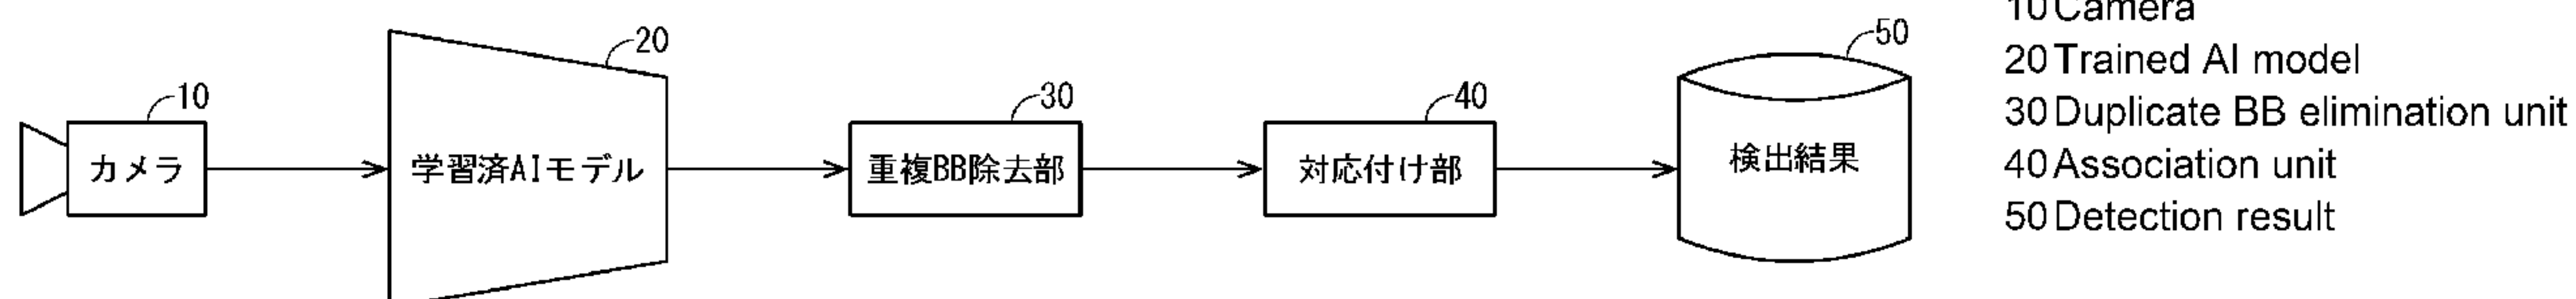 10
カメラ
20
学習済AIモデル
30
重複BB除去部
40
対応付け部
50
検出結果
10 Camera
20 Trained AI model
30 Duplicate BB elimination unit
40 Association unit
50 Detection result